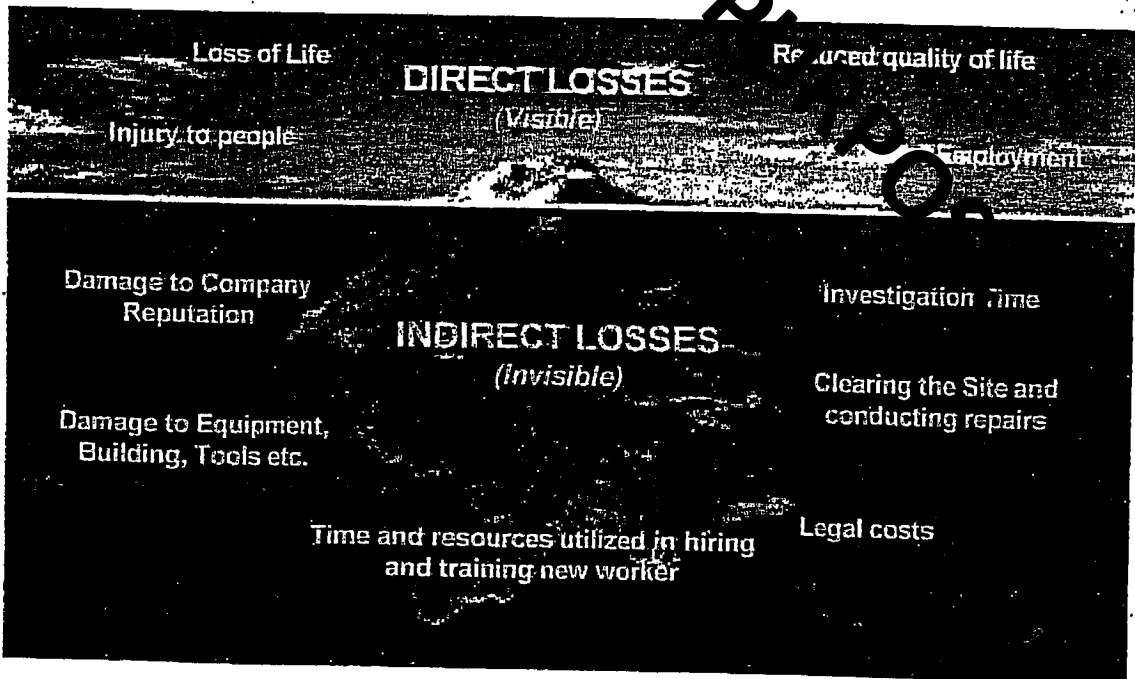 Loss of Life
Reduced quality of life
DIRECT LOSSES
(Visible)
Injury to people
Employment
Damage to Company
Reputation
Investigation Time
INDIRECT LOSSES
(Invisible)
Clearing the Site and
conducting repairs
Damage to Equipment,
Building, Tools etc.
Time and resources utilized in hiring
and training new worker
Legal costs